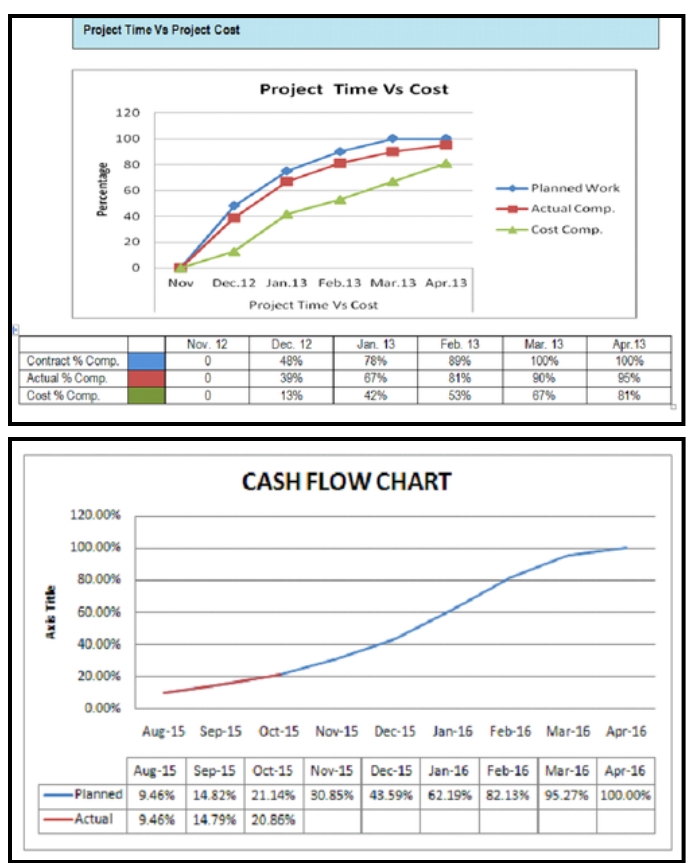 Project Time Vs Project Cost
Project Time Vs Cost
120
100
80
60
40
20
0
Percentage
Nov Dec.12 Jan.13 Feb.13 Mar.13 Apr.13
Project Time Vs Cost
Planned Work
Actual Comp.
Cost Comp.
Nov. 12 Dec. 12 Jan. 13 Feb. 13 Mar. 13 Apr.13
Contract % Comp. 0 48% 78% 89% 100% 100%
Actual % Comp. 0 39% 67% 81% 90% 95%
Cost % Comp. 0 13% 42% 53% 67% 81%
CASH FLOW CHART
120.00%
100.00%
80.00%
60.00%
40.00%
20.00%
0.00%
Axis Title
Aug-15 Sep-15 Oct-15 Nov-15 Dec-15 Jan-16 Feb-16 Mar-16 Apr-16
Aug-15 Sep-15 Oct-15 Nov-15 Dec-15 Jan-16 Feb-16 Mar-16 Apr-16
Planned 9.46% 14.82% 21.14% 30.85% 43.59% 62.19% 82.13% 95.27% 100.00%
Actual 9.46% 14.79% 20.86%